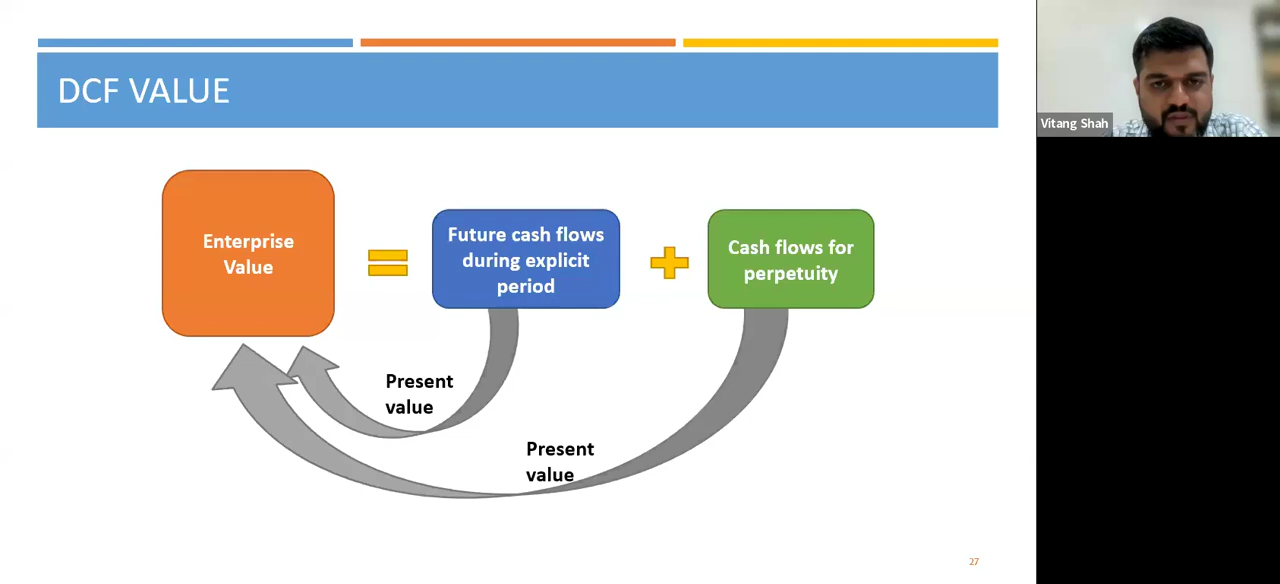 DCF VALUE
Vitang Shah
Enterprise
Value
Future cash flows
during explicit
period
Cash flows for
perpetuity
Present
value
Present
value
27